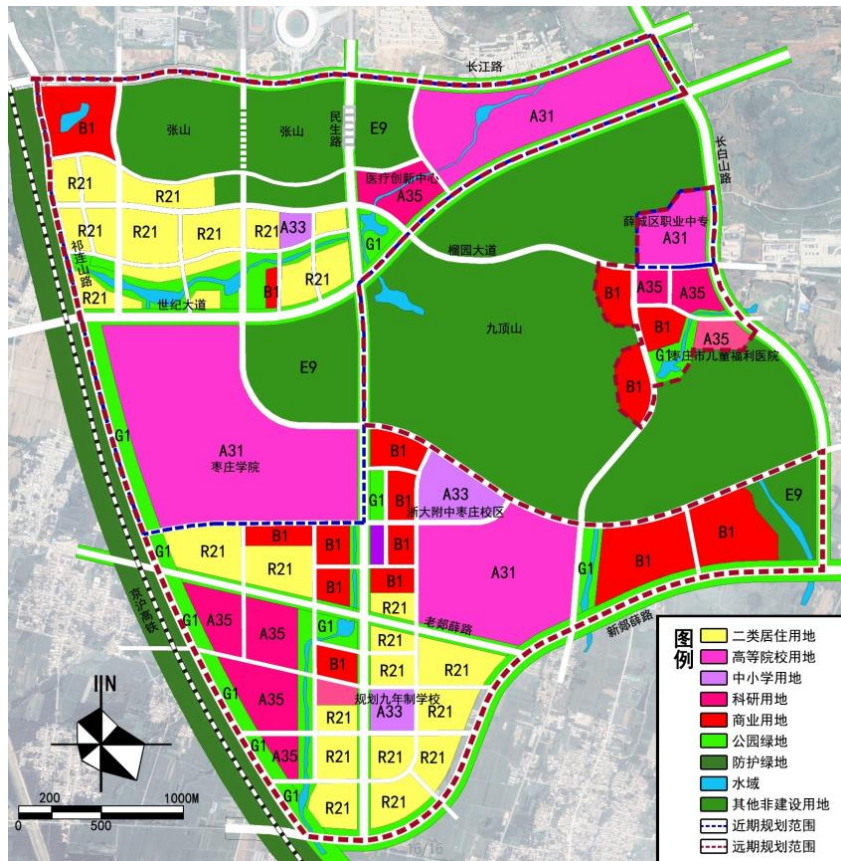 长江路
A31
民生路
B1
张山
张山
E9
长白山路
医疗创新中心
R21
R21
A35
薛城区职业中专
A31
R21
R21
R21
R21
A33
G1
榴园大道
祁连山路
R21
B1
R21
世纪大道
B1
A35
A35
B1
A35
九顶山
G1
枣庄市儿童福利医院
B1
E9
G1
A31
枣庄学院
B1
G1
B1
A33
浙大附中枣庄校区
E9
B1
B1
G1
R21
B1
B1
B1
A31
G1
R21
B1
B1
京沪高铁
G1
A35
A35
G1
R21
老郯薛路
新郯薛路
R21
B1
R21
R21
G1
A35
规划九年制学校
R21
A33
R21
G1
A35
R21
R21
R21
G1
R21
R21
N
200
1000M
0
500
图例
二类居住用地
高等院校用地
中小学用地
科研用地
商业用地
公园绿地
防护绿地
水域
其他非建设用地
近期规划范围
远期规划范围
16/16